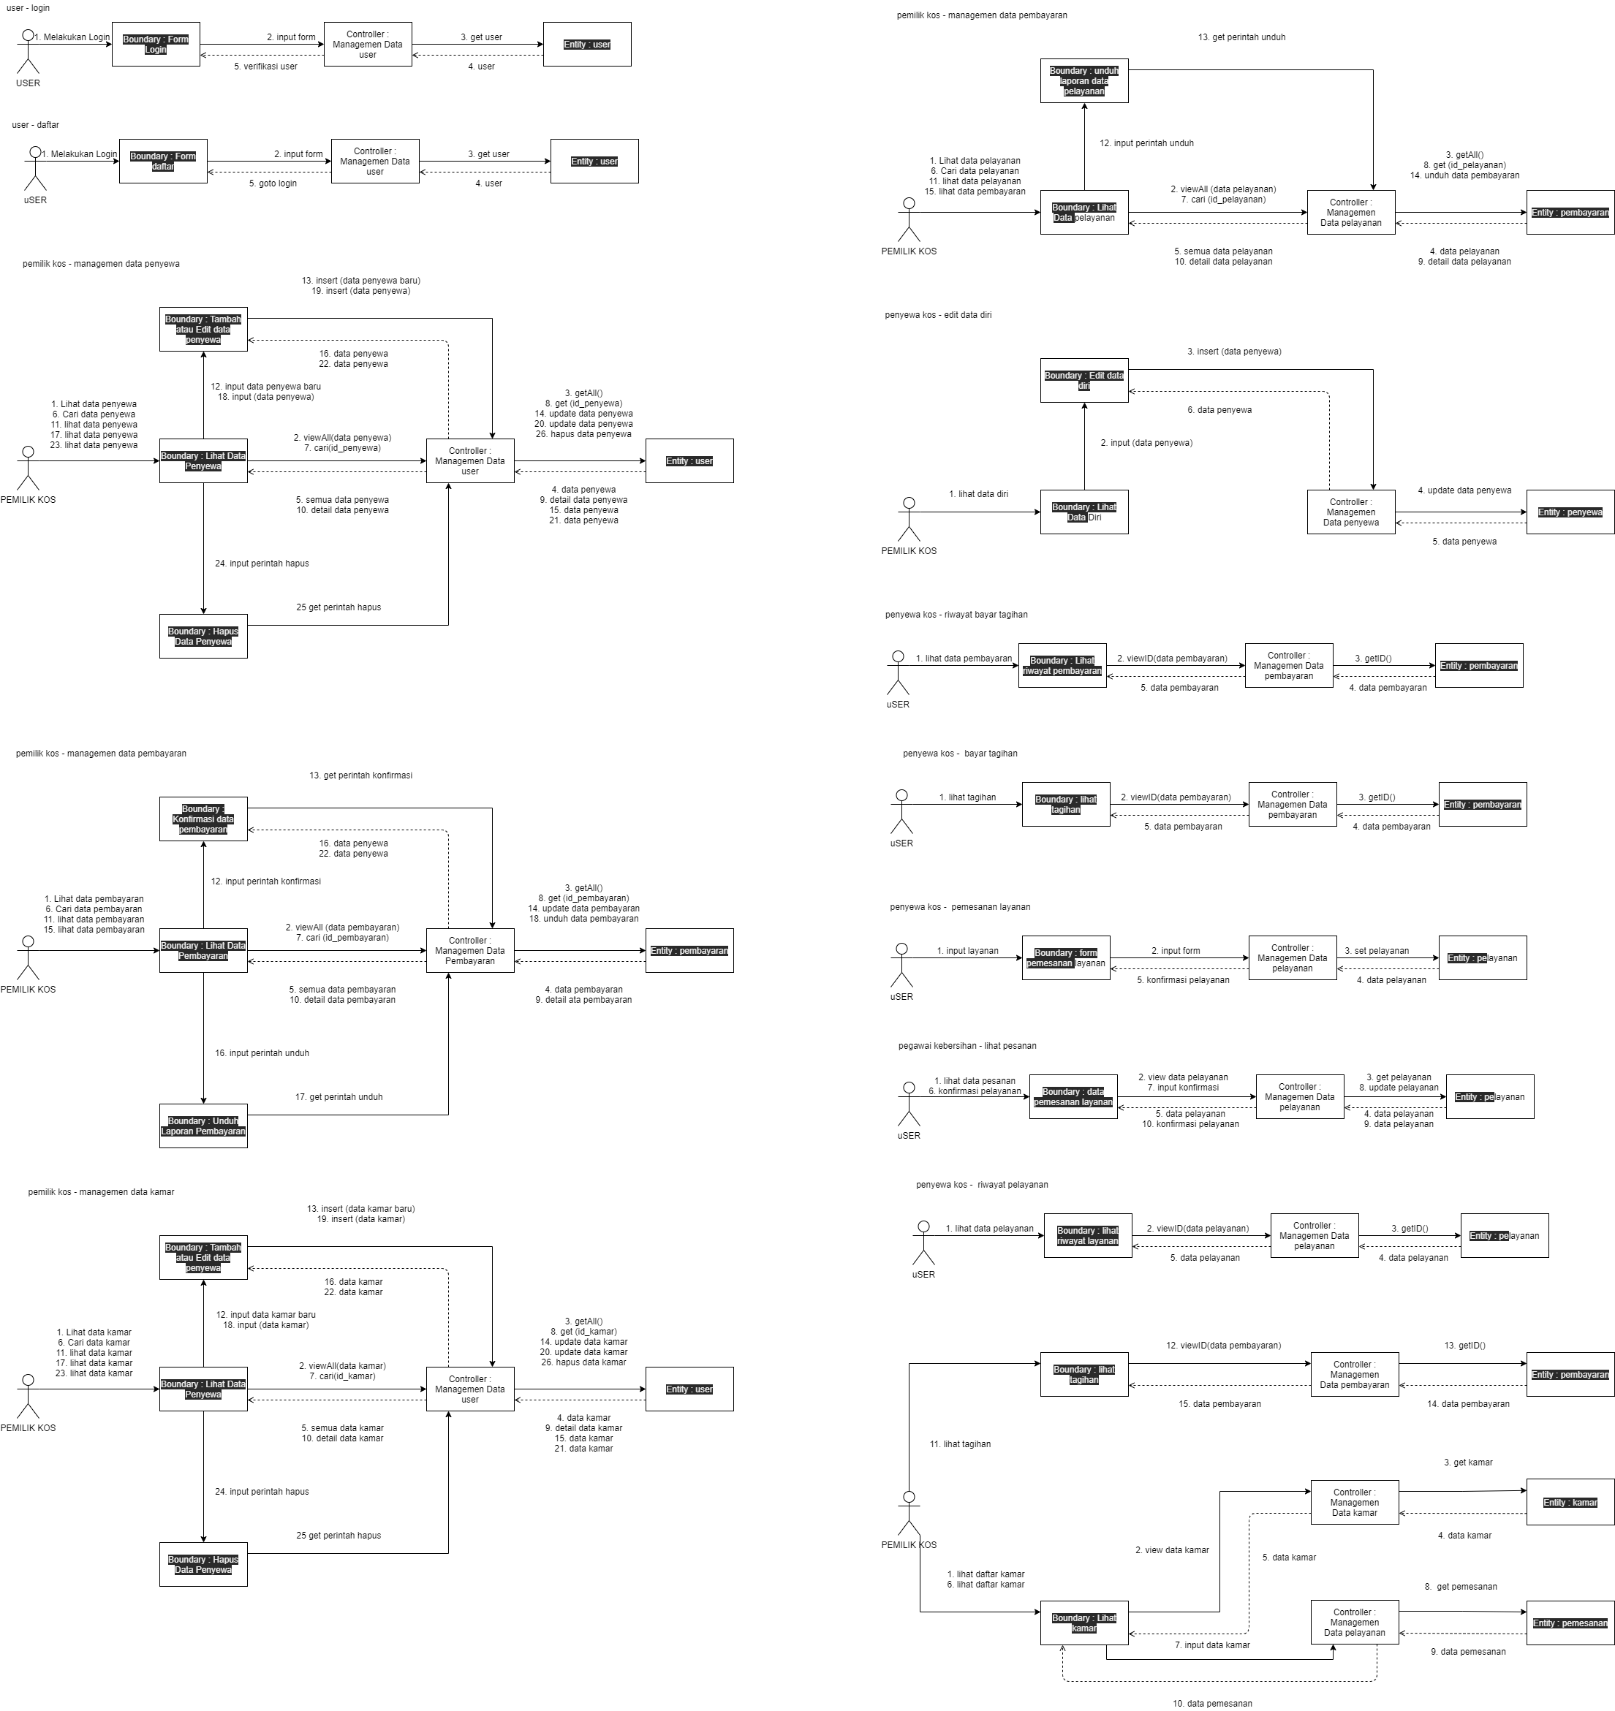 user - login
1. Melakukan Login
Boundary : Form
Login
2. input form
5. verifikasi user
Controller :
Managemen Data
user
3. get user
4. user
Entity : user
USER
user - daftar
1. Melakukan Login
Boundary : Form
daftar
2. input form
5. goto login
Controller :
Managemen Data
user
3. get user
4. user
Entity : user
uSER
pemilik kos - managemen data penyewa
13. insert (data penyewa baru)
19. insert (data penyewa)
Boundary : Tambah
atau Edit data
penyewa
16. data penyewa
22. data penyewa
12. input data penyewa baru
18. input (data penyewa)
1. Lihat data penyewa
6. Cari data penyewa
11. lihat data penyewa
17. lihat data penyewa
23. lihat data penyewa
PEMILIK KOS
Boundary : Lihat Data
Penyewa
2. viewAll(data penyewa)
7. cari(id_penyewa)
5. semua data penyewa
10. detail data penyewa
Controller :
Managemen Data
user
3. getAll()
8. get (id_penyewa)
14. update data penyewa
20. update data penyewa
26. hapus data penyewa
4. data penyewa
9. detail data penyewa
15. data penyewa
21. data penyewa
Entity : user
24. input perintah hapus
25 get perintah hapus
Boundary : Hapus
Data Penyewa
pemilik kos - managemen data pembayaran
13. get perintah konfirmasi
Boundary :
Konfirmasi data
pembayaran
16. data penyewa
22. data penyewa
12. input perintah konfirmasi
1. Lihat data pembayaran
6. Cari data pembayaran
11. lihat data pembayaran
15. lihat data pembayaran
PEMILIK KOS
Boundary : Lihat Data
Pembayaran
2. viewAll (data pembayaran)
7. cari (id_pembayaran)
5. semua data pembayaran
10. detail data pembayaran
Controller :
Managemen Data
Pembayaran
3. getAll()
8. get (id_pembayaran)
14. update data pembayaran
18. unduh data pembayaran
4. data pembayaran
9. detail ata pembayaran
Entity : pembayaran
16. input perintah unduh
17. get perintah unduh
Boundary : Unduh
Laporan Pembayaran
pemilik kos - managemen data kamar
13. insert (data kamar baru)
19. insert (data kamar)
Boundary : Tambah
atau Edit data
penyewa
16. data kamar
22. data kamar
12. input data kamar baru
18. input (data kamar)
1. Lihat data kamar
6. Cari data kamar
11. lihat data kamar
17. lihat data kamar
23. lihat data kamar
PEMILIK KOS
Boundary : Lihat Data
Penyewa
2. viewAll(data kamar)
7. cari(id_kamar)
5. semua data kamar
10. detail data kamar
Controller :
Managemen Data
user
3. getAll()
8. get (id_kamar)
14. update data kamar
20. update data kamar
26. hapus data kamar
4. data kamar
9. detail data kamar
15. data kamar
21. data kamar
Entity : user
24. input perintah hapus
25 get perintah hapus
Boundary : Hapus
Data Penyewa
pemilik kos - managemen data pembayaran
13. get perintah unduh
Boundary : unduh
laporan data
pelayanan
12. input perintah unduh
1. Lihat data pelayanan
6. Cari data pelayanan
11. lihat data pelayanan
15. lihat data pembayaran
PEMILIK KOS
Boundary : Lihat
Data pelayanan
2. viewAll (data pelayanan)
7. cari (id_pelayanan)
5. semua data pelayanan
10. detail data pelayanan
Controller :
Managemen
Data pelayanan
3. getAll()
8. get (id_pelayanan)
14. unduh data pembayaran
4. data pelayanan
9. detail data pelayanan
Entity : pembayaran
penyewa kos - edit data diri
3. insert (data penyewa)
Boundary : Edit data
diri
6. data penyewa
2. input (data penyewa)
1. lihat data diri
PEMILIK KOS
Boundary : Lihat
Data Diri
Controller :
Managemen
Data penyewa
4. update data penyewa
5. data penyewa
Entity : penyewa
penyewa kos - riwayat bayar tagihan
1. lihat data pembayaran
Boundary : Lihat
riwayat pembayaran
2. viewID(data pembayaran)
5. data pembayaran
Controller :
Managemen Data
pembayaran
3. getID()
4. data pembayaran
Entity : pembayaran
uSER
penyewa kos - bayar tagihan
1. lihat tagihan
Boundary : lihat
tagihan
2. viewID(data pembayaran)
5. data pembayaran
Controller :
Managemen Data
pembayaran
3. getID()
4. data pembayaran
Entity : pembayaran
uSER
penyewa kos - pemesanan layanan
1. input layanan
Boundary : form
pemesanan layanan
2. input form
5. konfirmasi pelayanan
Controller :
Managemen Data
pelayanan
3. set pelayanan
4. data pelayanan
Entity : pelayanan
uSER
pegawai kebersihan - lihat pesanan
1. lihat data pesanan
6. konfirmasi pelayanan
Boundary : data
pemesanan layanan
2. view data pelayanan
7. input konfirmasi
5. data pelayanan
10. konfirmasi pelayanan
Controller :
Managemen Data
pelayanan
3. get pelayanan
8. update pelayanan
4. data pelayanan
9. data pelayanan
Entity : pelayanan
uSER
penyewa kos - riwayat pelayanan
1. lihat data pelayanan
Boundary : lihat
riwayat layanan
2. viewID(data pelayanan)
5. data pelayanan
Controller :
Managemen Data
pelayanan
3. getID()
4. data pelayanan
Entity : pelayanan
uSER
Boundary : lihat
tagihan
12. viewID(data pembayaran)
15. data pembayaran
Controller :
Managemen
Data pembayaran
13. getID()
14. data pembayaran
Entity : pembayaran
11. lihat tagihan
PEMILIK KOS
3. get kamar
Controller :
Managemen
Data kamar
Entity : kamar
4. data kamar
2. view data kamar
5. data kamar
1. lihat daftar kamar
6. lihat daftar kamar
8. get pemesanan
Boundary : Lihat
kamar
Controller :
Managemen
Data pelayanan
Entity : pemesanan
7. input data kamar
9. data pemesanan
10. data pemesanan